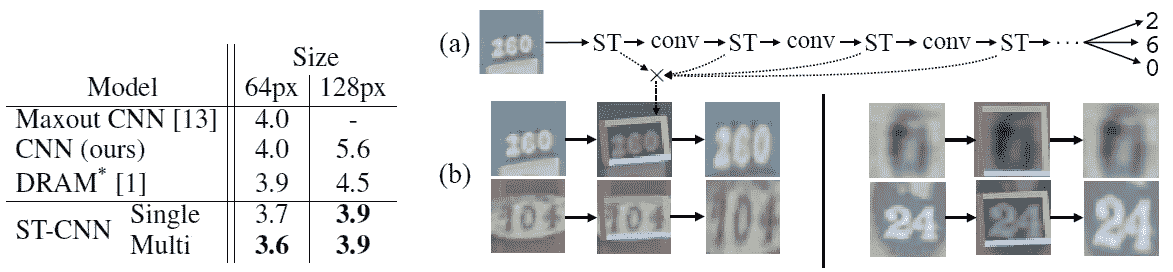 Size
Model 64px 128px
Maxout CNN [13] 4.0 -
CNN (ours) 4.0 5.6
DRAM* [1] 3.9 4.5
ST-CNN Single 3.7 3.9
Multi 3.6 3.9
(a) 260 ST conv ST conv ST conv ST ··· 2 6 0
×
(b) 260 260 260
104 104 104
24 24 24